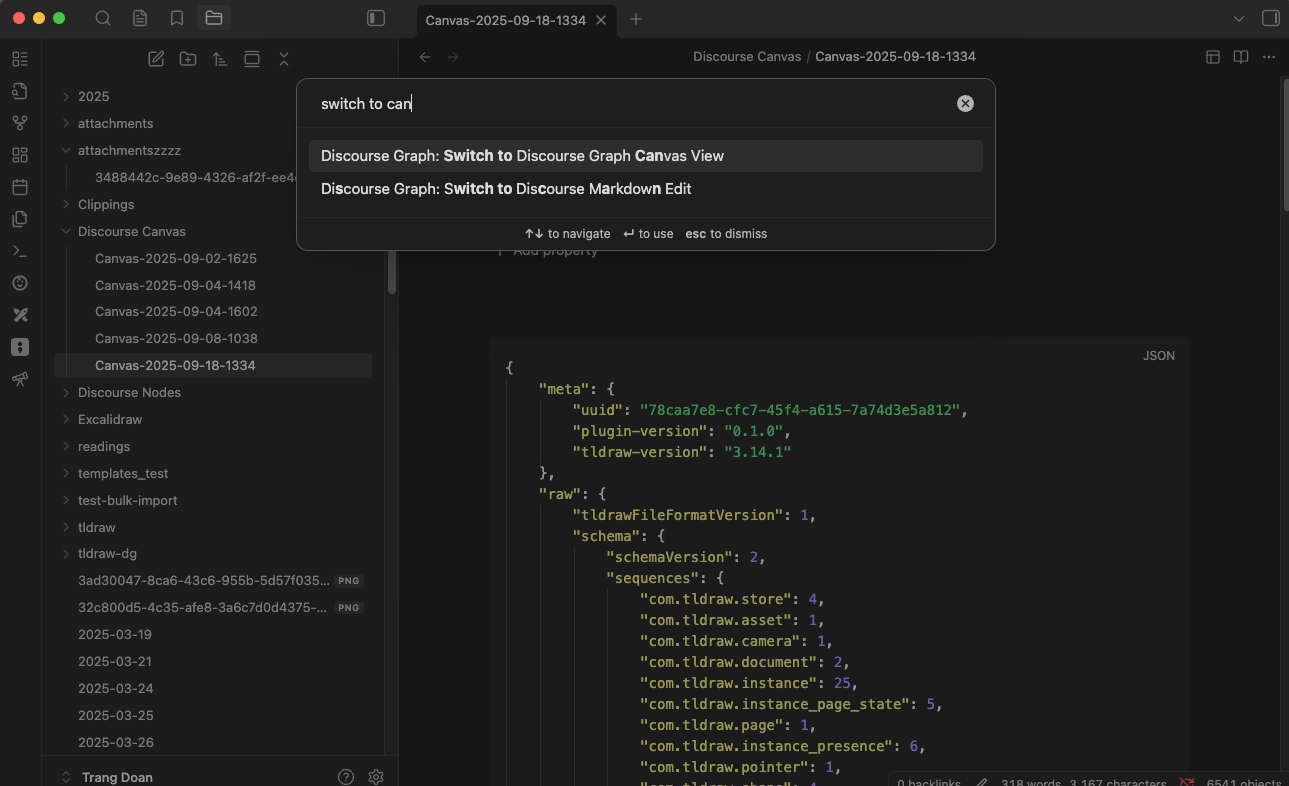 Canvas-2025-09-18-1334
Discourse Canvas / Canvas-2025-09-18-1334
switch to can
Discourse Graph: Switch to Discourse Graph Canvas View
Discourse Graph: Switch to Discourse Markdown Edit
↑↓ to navigate ↵ to use esc to dismiss
2025
attachments
attachmentszzzz
3488442c-9e89-4326-af2f-ee4
Clippings
Discourse Canvas
Canvas-2025-09-02-1625
Canvas-2025-09-04-1418
Canvas-2025-09-04-1602
Canvas-2025-09-08-1038
Canvas-2025-09-18-1334
Discourse Nodes
Excalidraw
readings
templates_test
test-bulk-import
tldraw
tldraw-dg
3ad30047-8ca6-43c6-955b-5d57f035... PNG
32c800d5-4c35-afe8-3a6c7d0d4375-... PNG
2025-03-19
2025-03-21
2025-03-24
2025-03-25
2025-03-26
Trang Doan
Add property
JSON
{
"meta": {
"uuid": "78caa7e8-cfc7-45f4-a615-7a74d3e5a812",
"plugin-version": "0.1.0",
"tldraw-version": "3.14.1"
},
"raw": {
"tldrawFileFormatVersion": 1,
"schema": {
"schemaVersion": 2,
"sequences": {
"com.tldraw.store": 4,
"com.tldraw.asset": 1,
"com.tldraw.camera": 1,
"com.tldraw.document": 2,
"com.tldraw.instance": 25,
"com.tldraw.instance_page_state": 5,
"com.tldraw.page": 1,
"com.tldraw.instance_presence": 6,
"com.tldraw.pointer": 1,
0 backlinks 318 words 3,167 characters 6541 objects